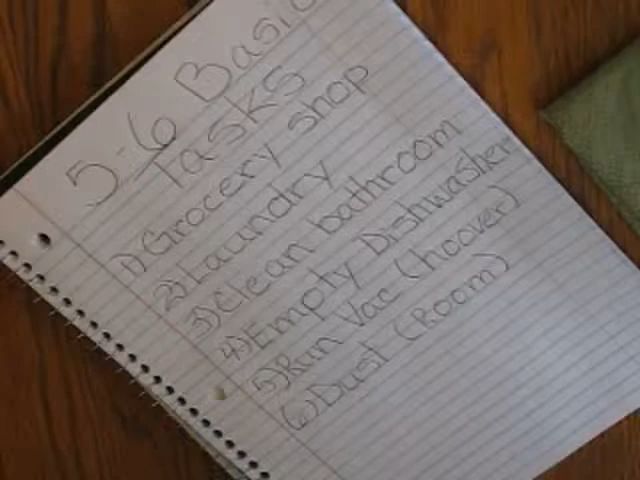 5-6 Basic
Tasks
1) Grocery shop
2) Laundry
3) Clean bathroom
4) Empty Dishwasher
5) Run Vac (hoover)
6) Dust (Room)